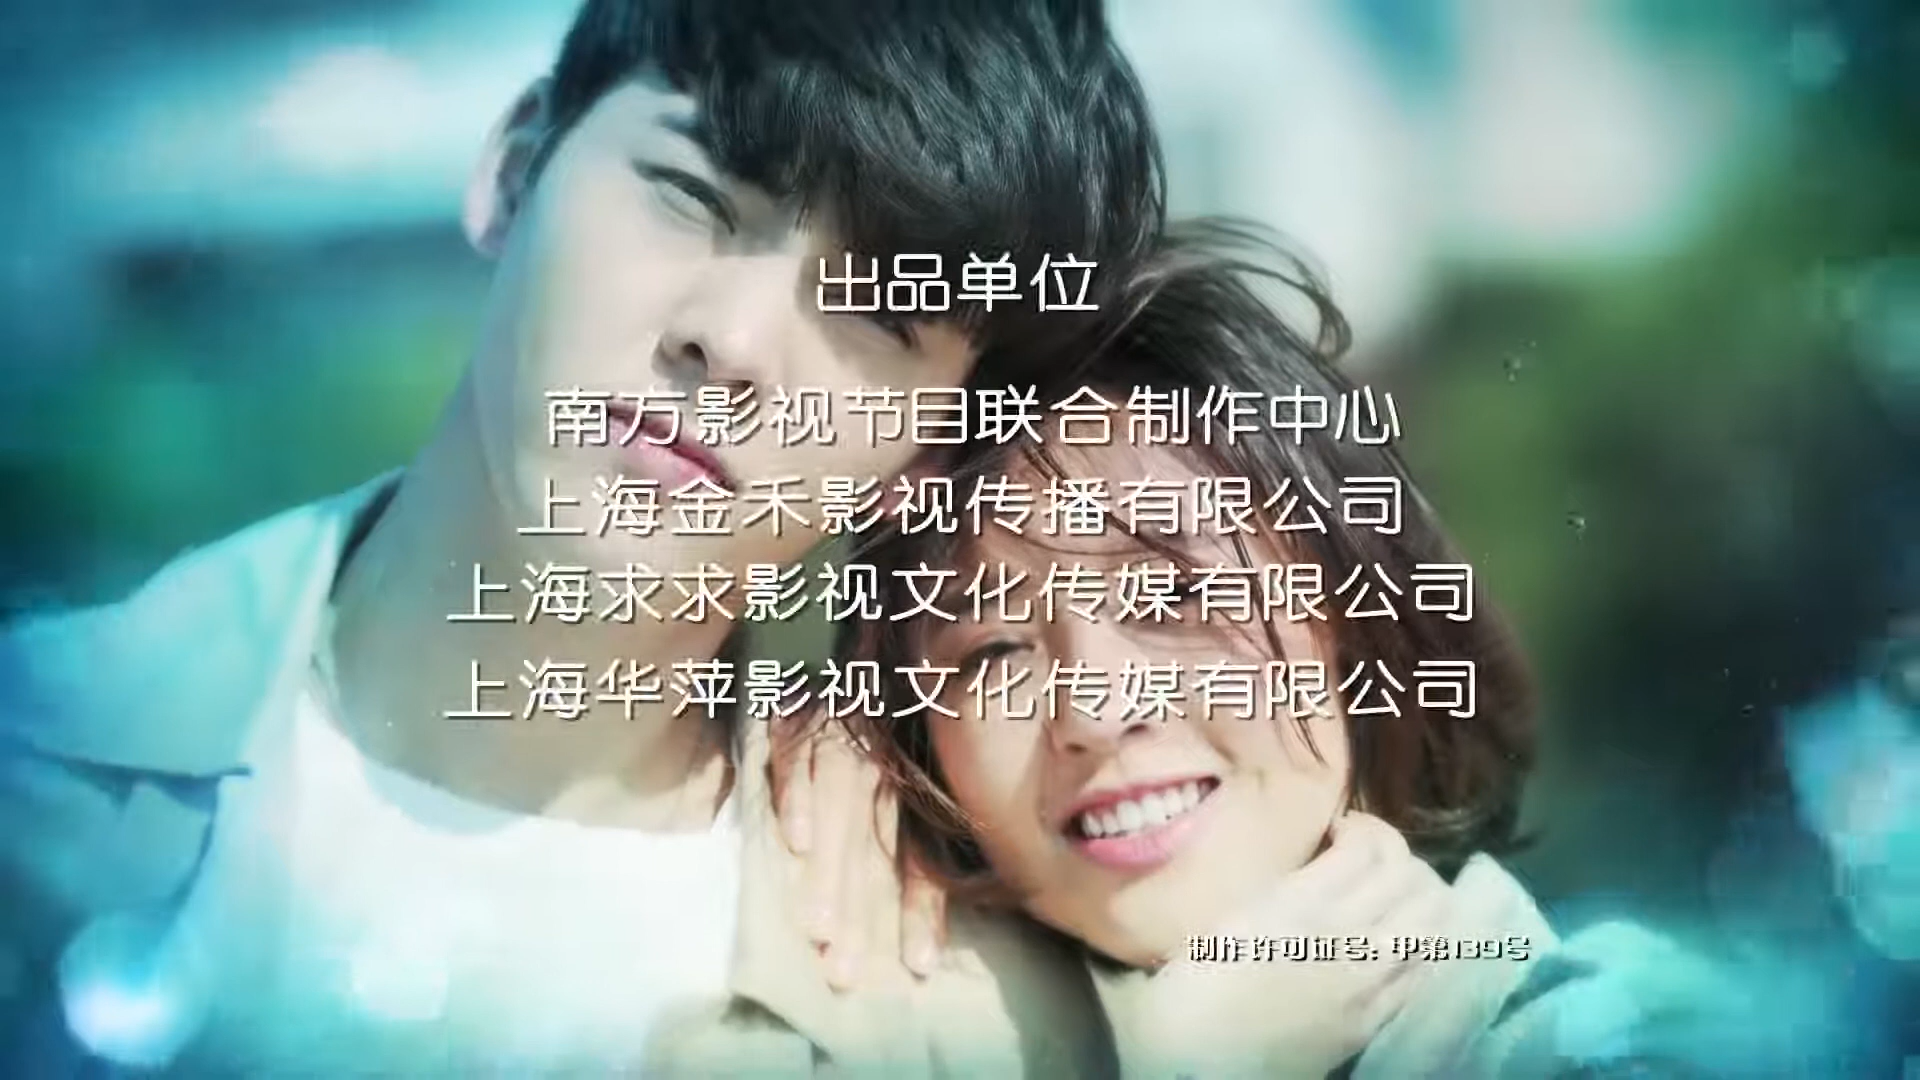 出品单位
南方影视节目联合制作中心
上海金禾影视传播有限公司
上海求求影视文化传媒有限公司
上海华萍影视文化传媒有限公司
制作许可证号: 甲第139号